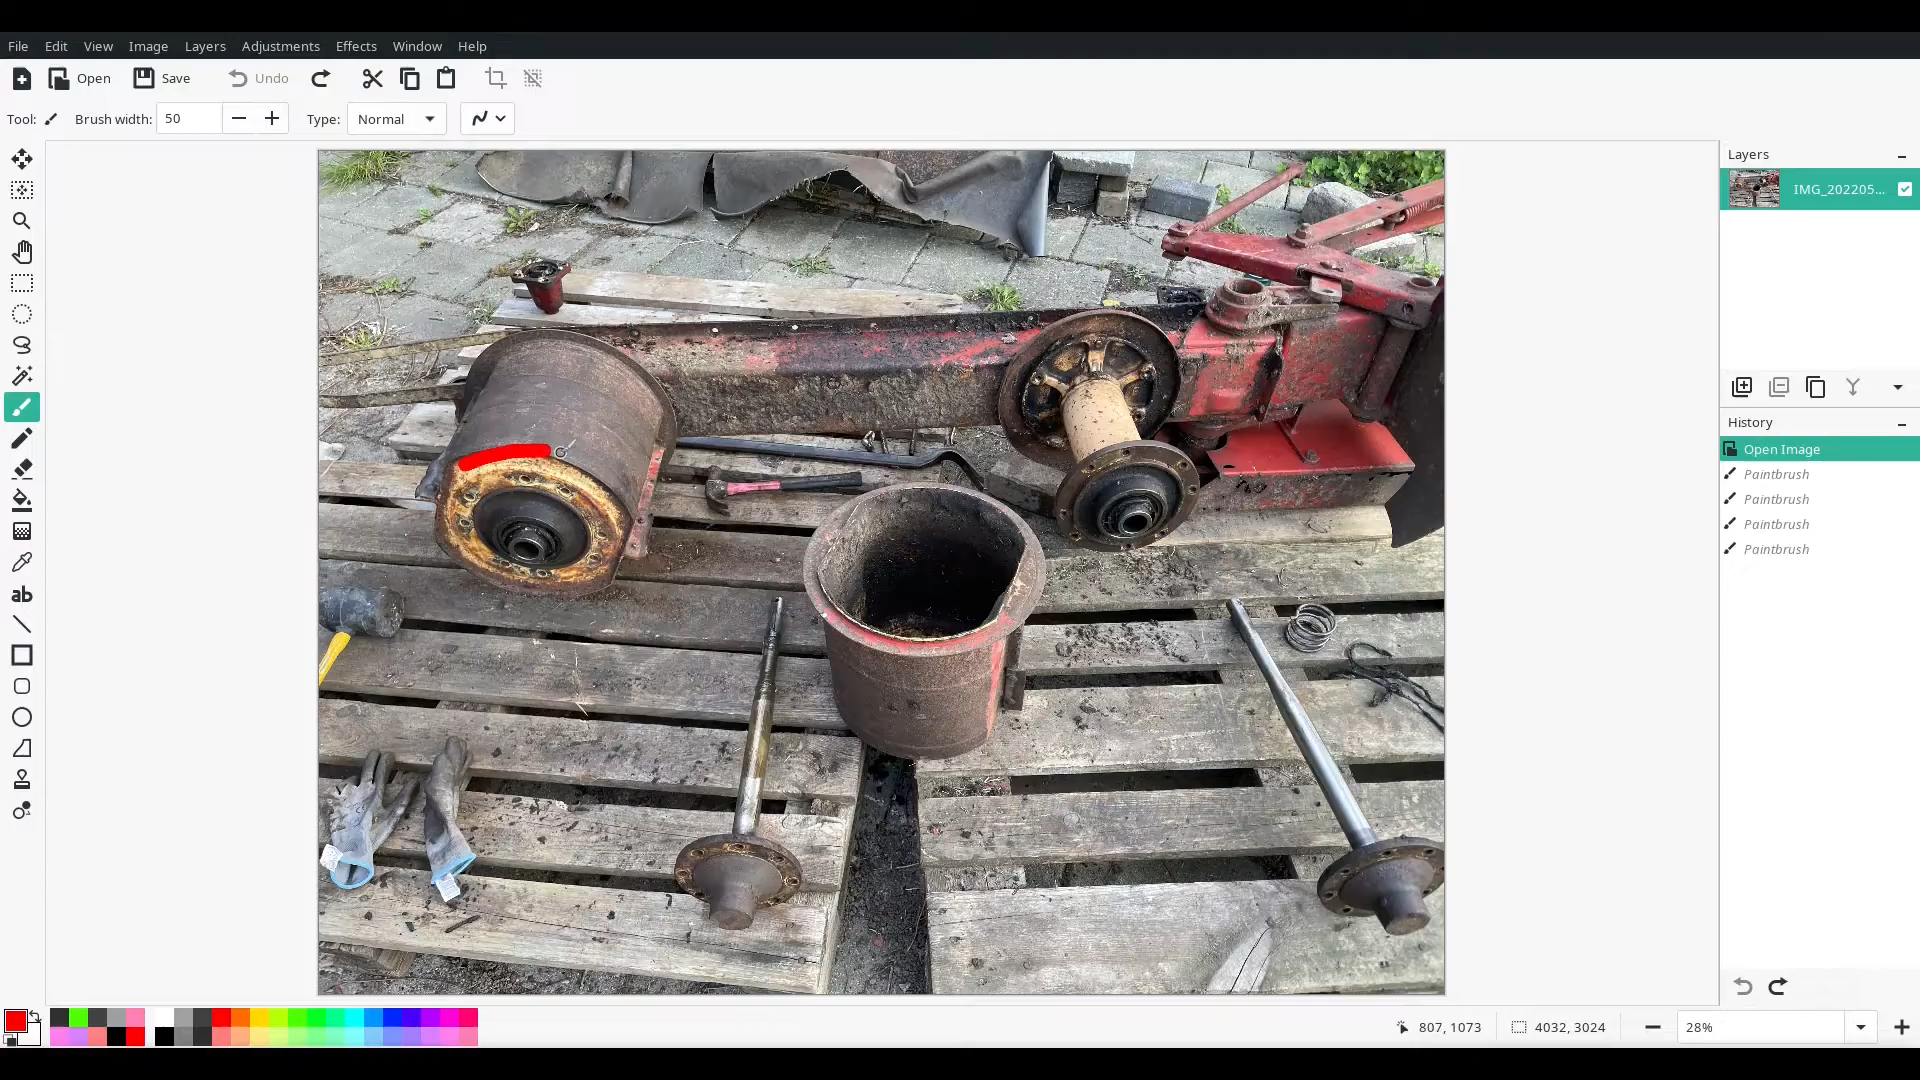 File Edit View Image Layers Adjustments Effects Window Help
Open Save Undo
Tool: Brush width: 50 Type: Normal
Layers
IMG_202205...
History
Open Image
Paintbrush
Paintbrush
Paintbrush
Paintbrush
ab
807, 1073 4032, 3024 28%